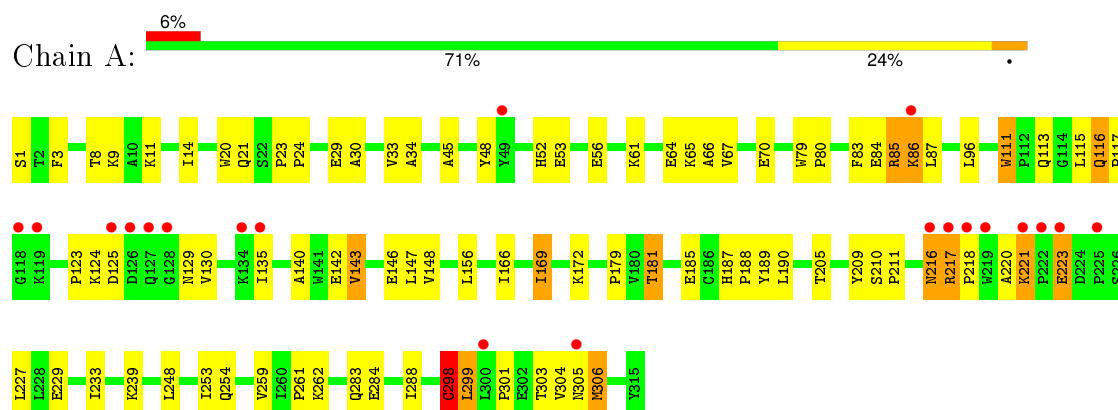 6%
Chain A:
71% 24% •
S1 T2 F3 T8 K9 A10 K11 I14 W20 Q21 S22 P23 P24 E29 A30 V33 A34 A45 Y48 Y49 H52 E53 E56 K61 E64 K65 A66 V67 E70 W79 P80 F83 E84 R85 K86 L87 L96 W111 P112 Q113 G114 L115 Q116 P117
G118 K119 P123 K124 D125 D126 Q127 G128 N129 V130 K134 I135 A140 W141 E142 V143 E146 L147 V148 L156 I166 I169 K172 P179 V180 T181 E185 C186 H187 P188 Y189 L190 T205 Y209 S210 P211 N216 R217 P218 W219 A220 K221 P222 E223 D224 P225 S226
L227 L228 E229 I233 K239 L248 I253 Q254 V259 I260 P261 K262 Q283 E284 I288 C298 L299 L300 P301 E302 T303 V304 N305 M306 Y315